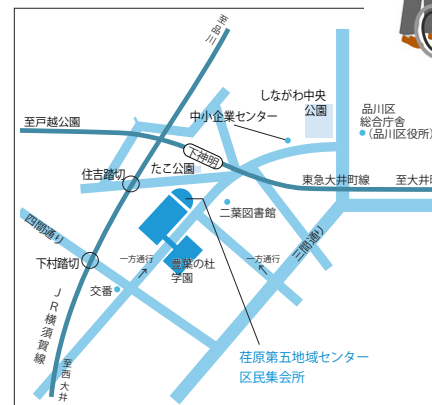 至品川
しながわ中央
公園
中小企業センター
品川区
総合庁舎
(品川区役所)
至戸越公園
下神明
住吉踏切
たこ公園
東急大井町線
至大井町
二葉図書館
四間通り
三間通り
一方通行
一方通行
豊葉の杜
学園
下村踏切
交番
JR横須賀線
至西大井
荏原第五地域センター
区民集会所